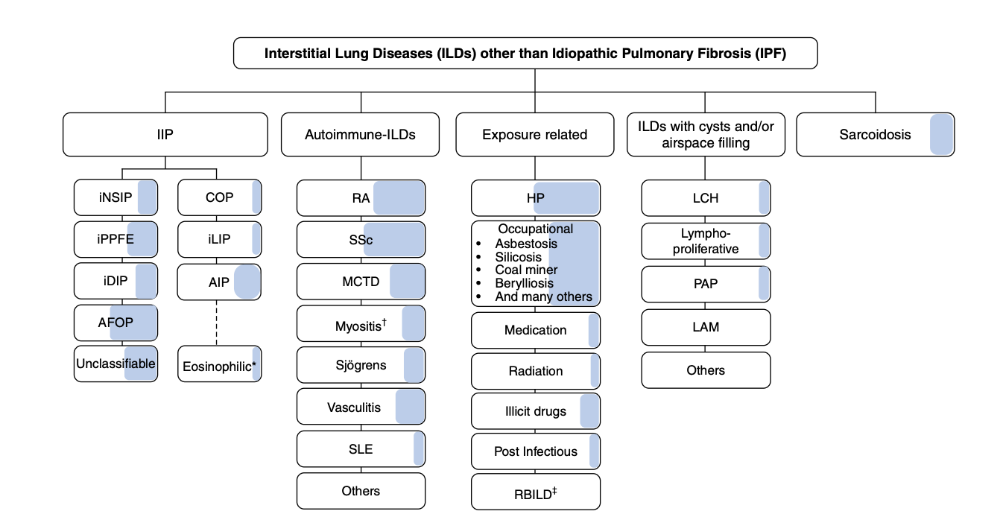 Interstitial Lung Diseases (ILDs) other than Idiopathic Pulmonary Fibrosis (IPF)
IIP
iNSIP
iPPFE
iDIP
AFOP
Unclassifiable
COP
iLIP
AIP
Eosinophilic*
Autoimmune-ILDs
RA
SSc
MCTD
Myositis†
Sjögrens
Vasculitis
SLE
Others
Exposure related
HP
Occupational
• Asbestosis
• Silicosis
• Coal miner
• Berylliosis
• And many others
Medication
Radiation
Illicit drugs
Post Infectious
RBILD‡
ILDs with cysts and/or
airspace filling
LCH
Lympho-
proliferative
PAP
LAM
Others
Sarcoidosis